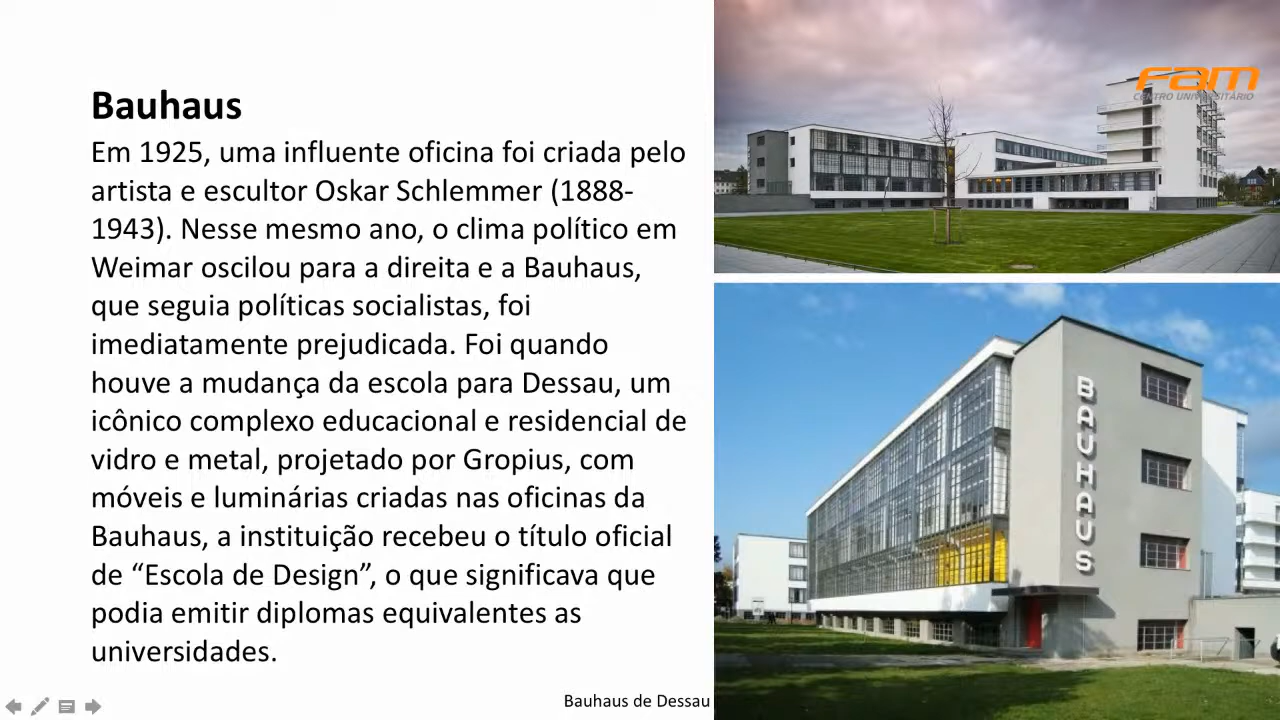 Bauhaus
Em 1925, uma influente oficina foi criada pelo
artista e escultor Oskar Schlemmer (1888-
1943). Nesse mesmo ano, o clima político em
Weimar oscilou para a direita e a Bauhaus,
que seguia políticas socialistas, foi
imediatamente prejudicada. Foi quando
houve a mudança da escola para Dessau, um
icônico complexo educacional e residencial de
vidro e metal, projetado por Gropius, com
móveis e luminárias criadas nas oficinas da
Bauhaus, a instituição recebeu o título oficial
de “Escola de Design”, o que significava que
podia emitir diplomas equivalentes as
universidades.
Bauhaus de Dessau
fam
CENTRO UNIVERSITÁRIO
BAUHAUS